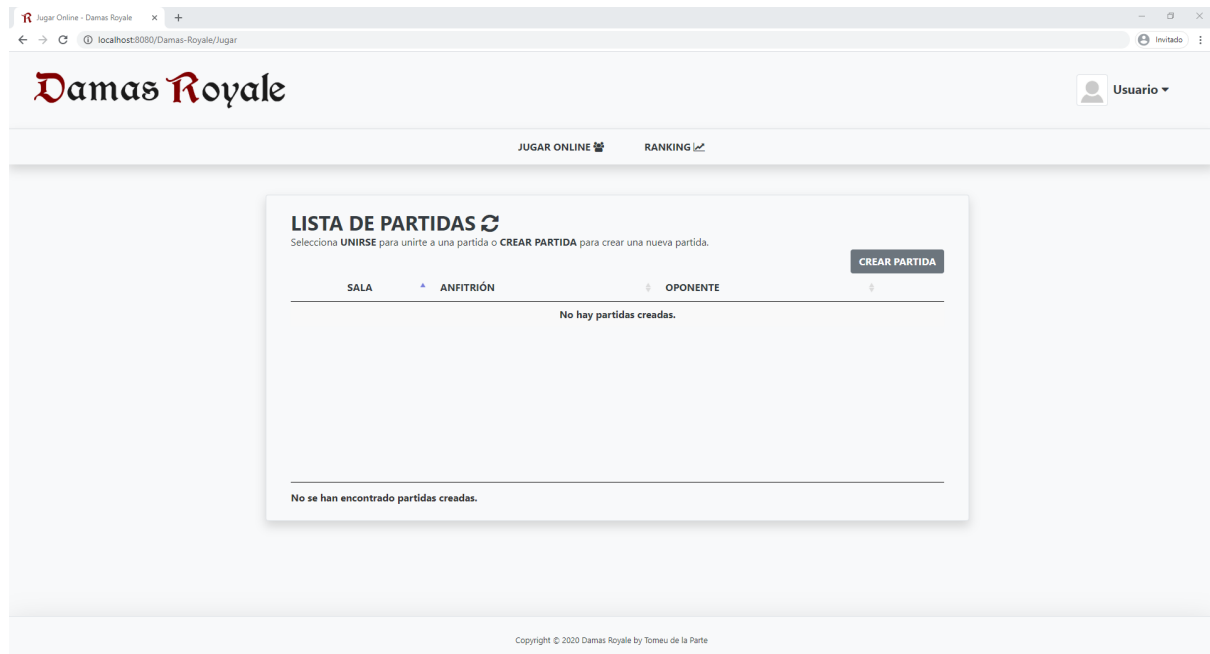 Jugar Online - Damas Royale
localhost:8080/Damas-Royale/Jugar
Invitado
Damas Royale
Usuario
JUGAR ONLINE
RANKING
LISTA DE PARTIDAS
Selecciona UNIRSE para unirte a una partida o CREAR PARTIDA para crear una nueva partida.
CREAR PARTIDA
SALA ANFITRIÓN OPONENTE
No hay partidas creadas.
No se han encontrado partidas creadas.
Copyright © 2020 Damas Royale by Tomeu de la Parte